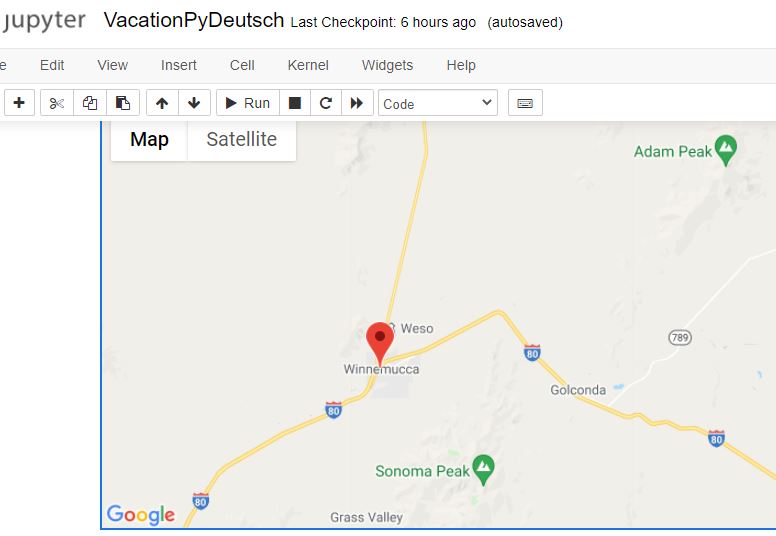 jupyter VacationPyDeutsch Last Checkpoint: 6 hours ago (autosaved)
e Edit View Insert Cell Kernel Widgets Help
Run Code
Map Satellite
Adam Peak
Weso
789
Winnemucca
80
Golconda
80
80
Sonoma Peak
80
Google
Grass Valley